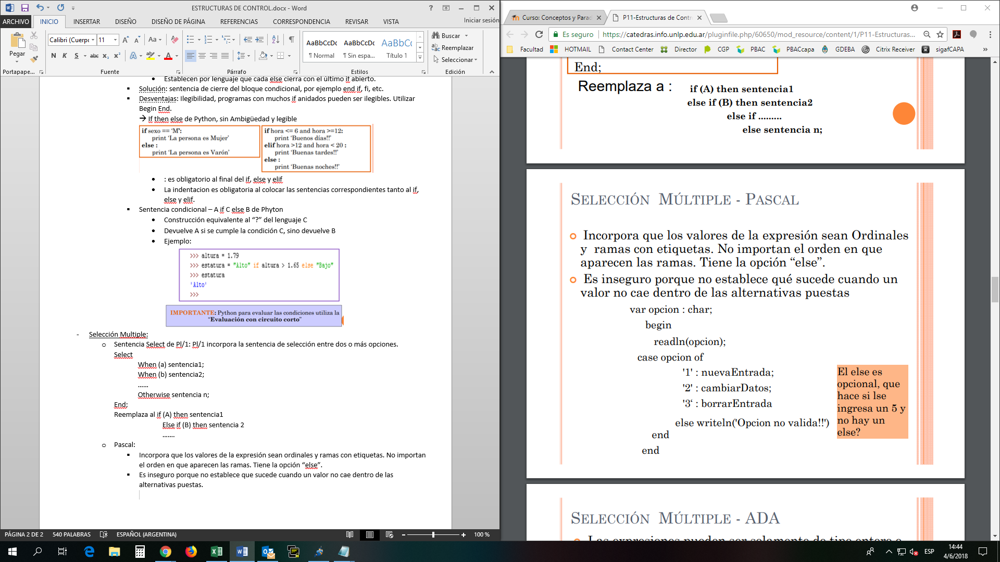 ESTRUCTURAS DE CONTROL.docx - Word
ARCHIVO INICIO INSERTAR DISEÑO DISEÑO DE PÁGINA REFERENCIAS CORRESPONDENCIA REVISAR VISTA Iniciar sesión
Pegar
Calibri (Cuerpo 11
N K S abc x₂ x²
AaBbCcDc AaBbCcDc AaBbCcD
¶ Normal ¶ Sin espa... Título 1
Buscar
Reemplazar
Seleccionar
Portapape... Fuente Párrafo Estilos Edición
• Establecen por lenguaje que cada else cierra con el último if abierto.
▪ Solución: sentencia de cierre del bloque condicional, por ejemplo end if, fi, etc.
▪ Desventajas: Ilegibilidad, programas con muchos if anidados pueden ser ilegibles. Utilizar
Begin End.
→ If then else de Python, sin Ambigüedad y legible
if sexo == ‘M’:
print ‘La persona es Mujer’
else :
print ‘La persona es Varón’
if hora <= 6 and hora >=12:
print ‘Buenos días!!’
elif hora >12 and hora < 20 :
print ‘Buenas tardes!!’
else :
print ‘Buenas noches!!’
• : es obligatorio al final del if, else y elif
• La indentacion es obligatoria al colocar las sentencias correspondientes tanto al if,
else y elif.
▪ Sentencia condicional – A if C else B de Phyton
• Construcción equivalente al “?” del lenguaje C
• Devuelve A si se cumple la condición C, sino devuelve B
• Ejemplo:
>>> altura = 1.79
>>> estatura = "Alto" if altura > 1.65 else "Bajo"
>>> estatura
'Alto'
>>>
IMPORTANTE: Python para evaluar las condiciones utiliza la
“Evaluación con circuito corto”
- Selección Multiple:
o Sentencia Select de Pl/1: Pl/1 incorpora la sentencia de selección entre dos o más opciones.
Select
When (a) sentencia1;
When (b) sentencia2;
......
Otherwise sentencia n;
End;
Reemplaza al if (A) then sentencia1
Else if (B) then sentencia 2
.......
o Pascal:
▪ Incorpora que los valores de la expresión sean ordinales y ramas con etiquetas. No importan
el orden en que aparecen las ramas. Tiene la opción “else”.
▪ Es inseguro porque no establece que sucede cuando un valor no cae dentro de las
alternativas puestas.
PÁGINA 2 DE 2 540 PALABRAS ESPAÑOL (ARGENTINA) 100 %
Curso: Conceptos y Parad P11-Estructuras de Contr
Es seguro https://catedras.info.unlp.edu.ar/pluginfile.php/60650/mod_resource/content/1/P11-Estructuras...
Facultad HOTMAIL Contact Center Director CGP PBAC PBACcapa GDEBA Citrix Receiver sigafCAPA »
End;
Reemplaza a :
if (A) then sentencia1
else if (B) then sentencia2
else if .........
else sentencia n;
SELECCIÓN MÚLTIPLE - PASCAL
Incorpora que los valores de la expresión sean Ordinales
y ramas con etiquetas. No importan el orden en que
aparecen las ramas. Tiene la opción “else”.
Es inseguro porque no establece qué sucede cuando un
valor no cae dentro de las alternativas puestas
var opcion : char;
begin
readln(opcion);
case opcion of
'1' : nuevaEntrada;
'2' : cambiarDatos;
'3‘ : borrarEntrada
else writeln('Opcion no valida!!')
end
end
El else es
opcional, que
hace si lse
ingresa un 5 y
no hay un
else?
SELECCIÓN MÚLTIPLE - ADA
Las expresiones pueden ser solamente de tipo entero o
ESP
14:44
4/6/2018